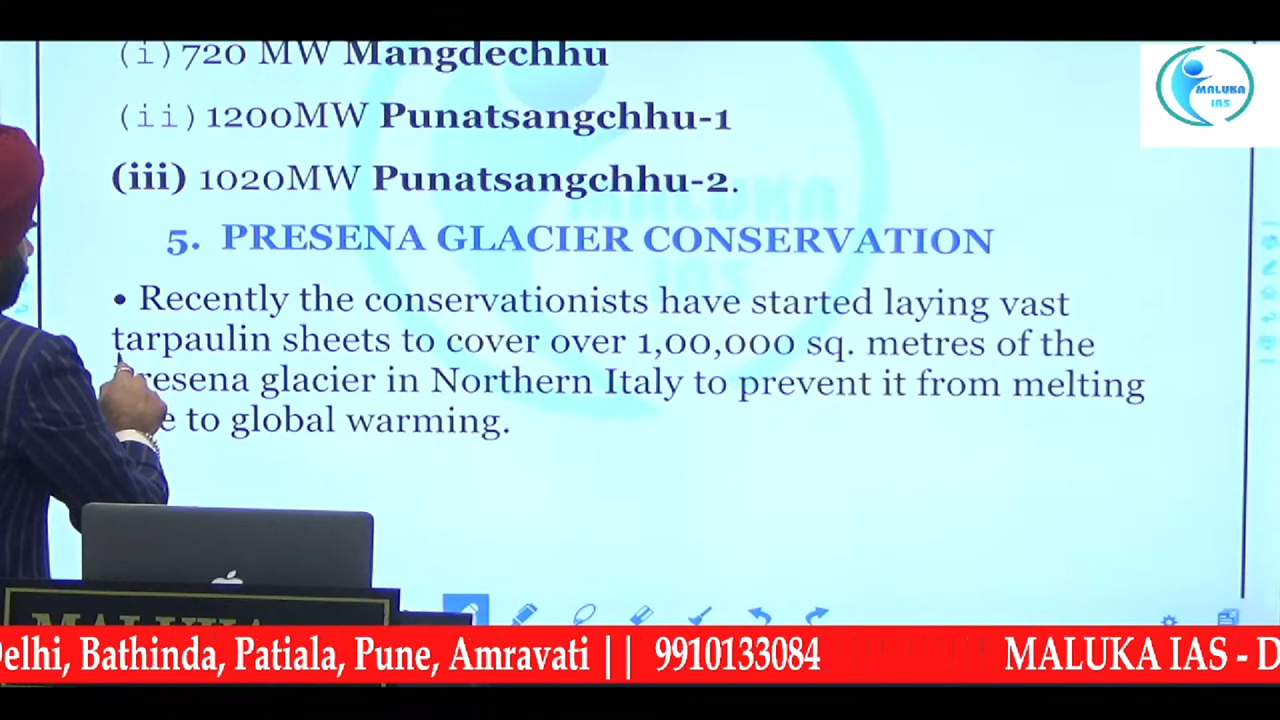 (i) 720 MW Mangdechhu
(ii) 1200MW Punatsangchhu-1
(iii) 1020MW Punatsangchhu-2.
5. PRESENA GLACIER CONSERVATION
• Recently the conservationists have started laying vast
tarpaulin sheets to cover over 1,00,000 sq. metres of the
resena glacier in Northern Italy to prevent it from melting
e to global warming.
MALUKA
IAS
MALUKA
IAS
Delhi, Bathinda, Patiala, Pune, Amravati || 9910133084 MALUKA IAS - D